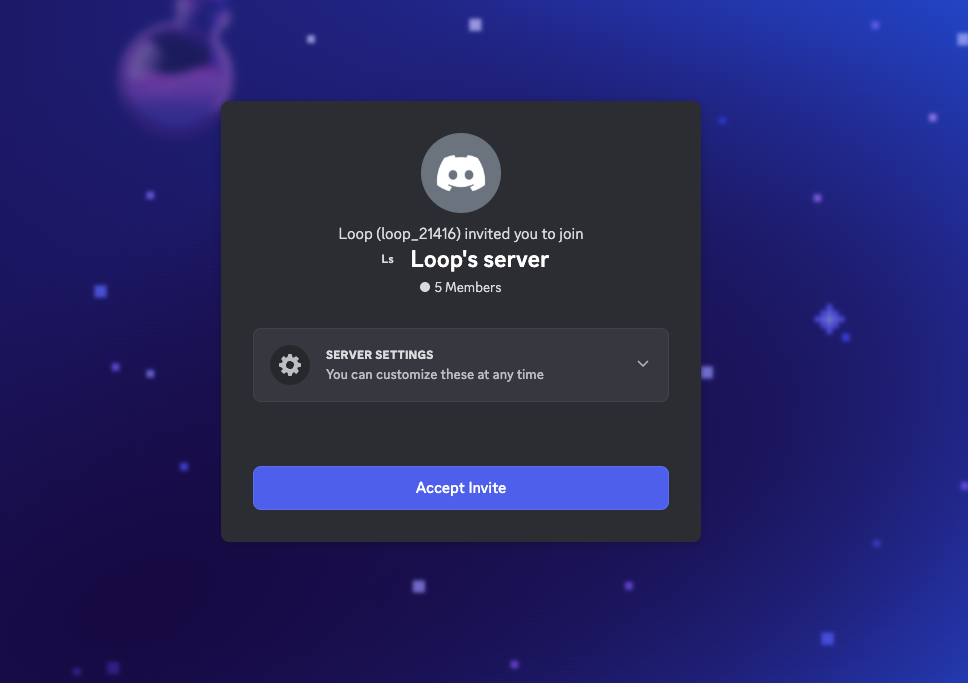 Loop (loop_21416) invited you to join
Ls Loop's server
5 Members
SERVER SETTINGS
You can customize these at any time
Accept Invite